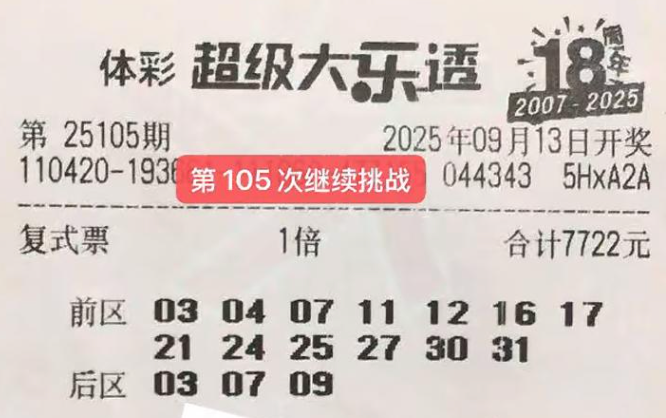 体彩 超级大乐透 18周年
2007-2025
第 25105期 2025年09月13日开奖
110420-1936 044343 5HxA2A
第 105 次继续挑战
复式票 1倍 合计7722元
前区 03 04 07 11 12 16 17
21 24 25 27 30 31
后区 03 07 09